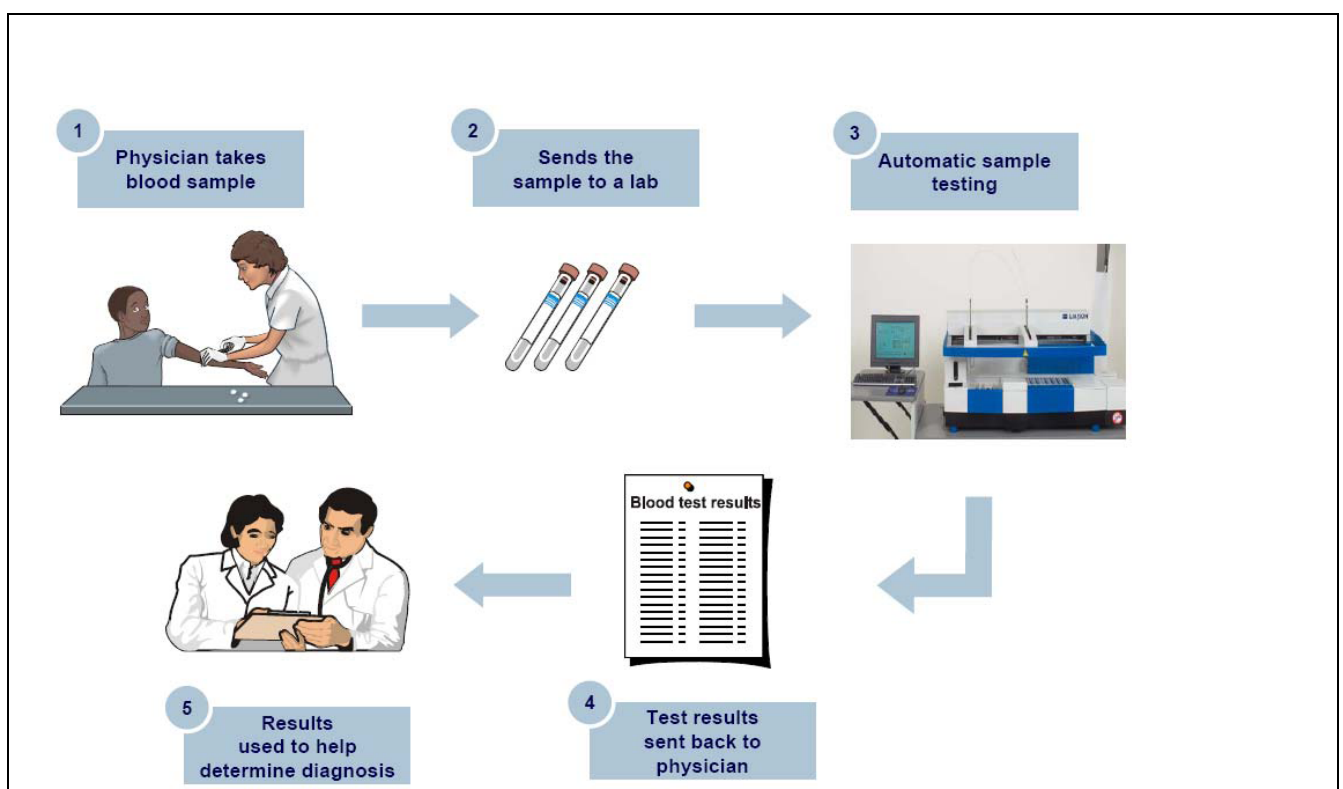 1
Physician takes
blood sample
2
Sends the
sample to a lab
3
Automatic sample
testing
Blood test results
4
Test results
sent back to
physician
5
Results
used to help
determine diagnosis